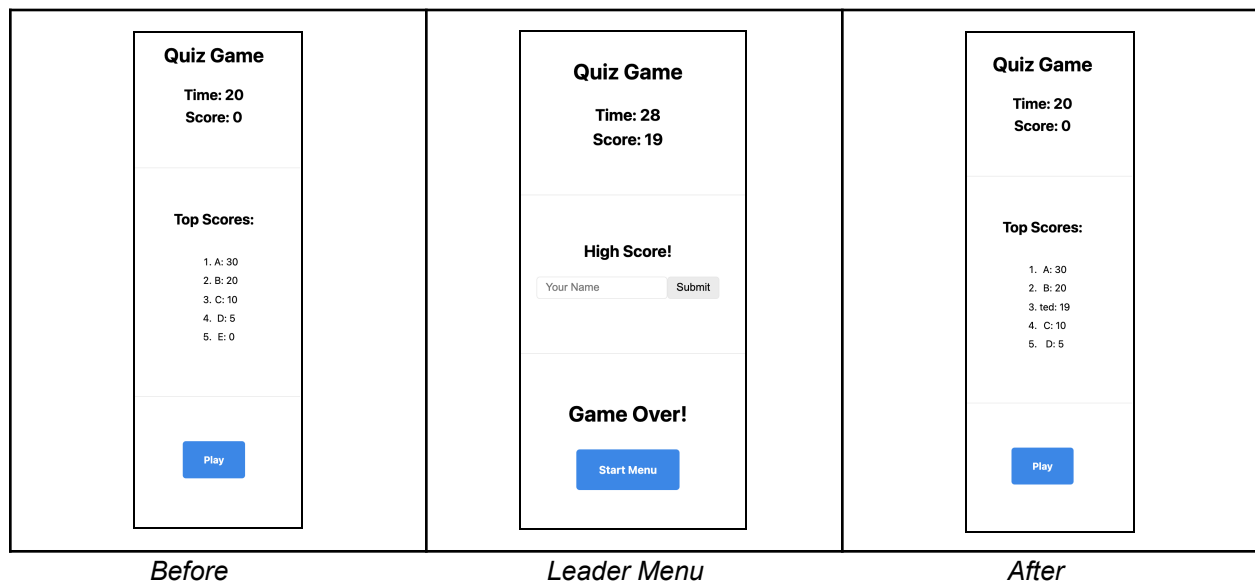 Quiz Game
Time: 20
Score: 0
Top Scores:
1. A: 30
2. B: 20
3. C: 10
4. D: 5
5. E: 0
Play
Before
Quiz Game
Time: 28
Score: 19
High Score!
Your Name Submit
Game Over!
Start Menu
Leader Menu
Quiz Game
Time: 20
Score: 0
Top Scores:
1. A: 30
2. B: 20
3. ted: 19
4. C: 10
5. D: 5
Play
After